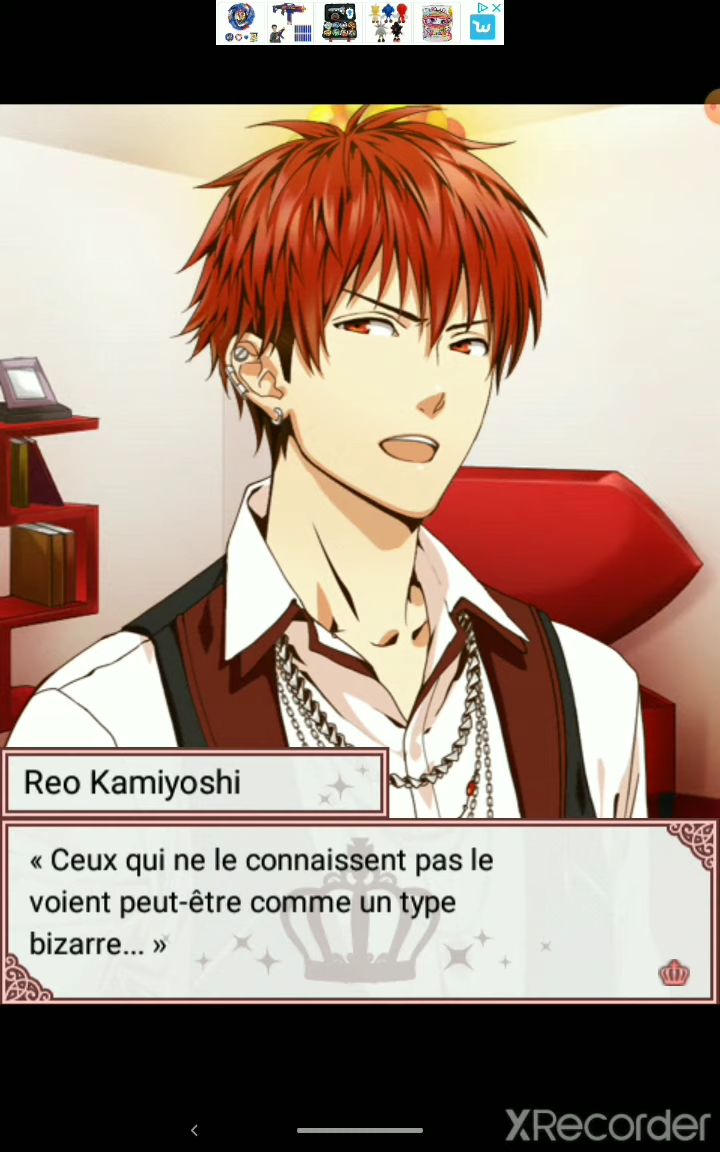 Reo Kamiyoshi
« Ceux qui ne le connaissent pas le
voient peut-être comme un type
bizarre... »
XRecorder